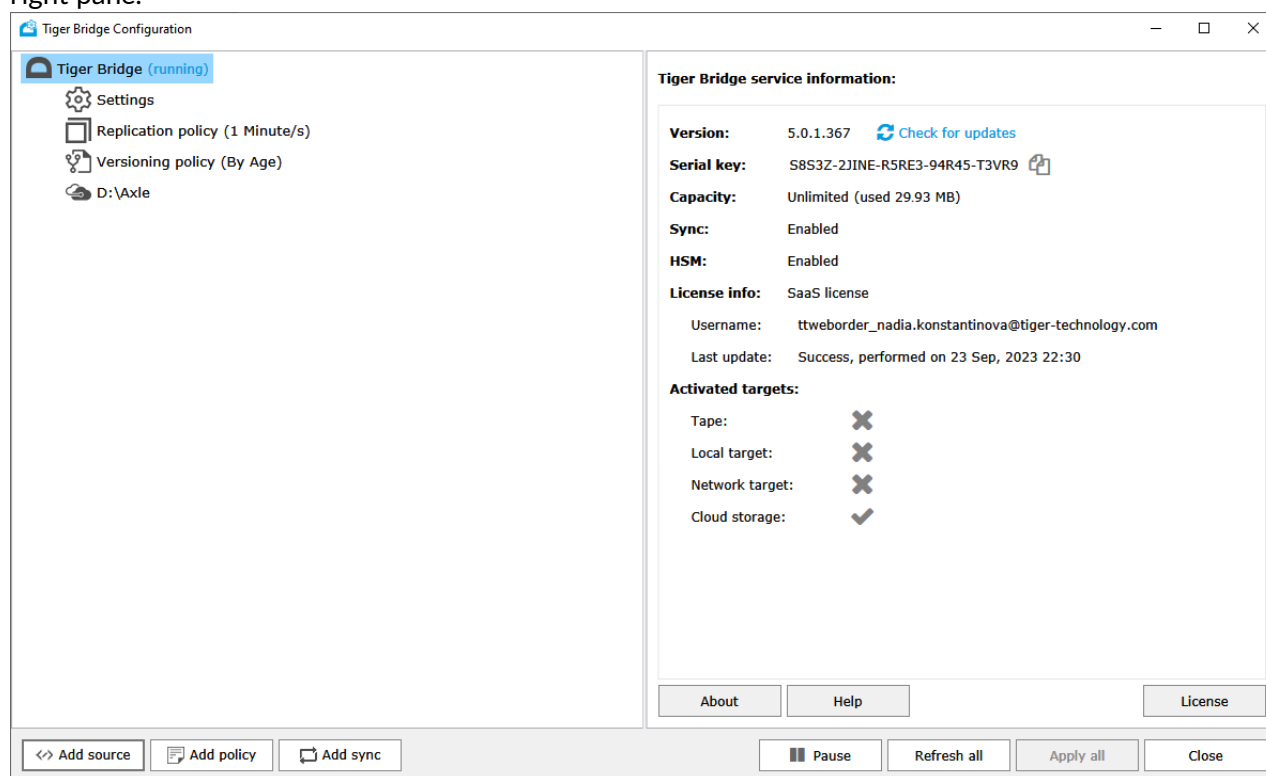 right pane:
Tiger Bridge Configuration
Tiger Bridge (running)
Settings
Replication policy (1 Minute/s)
Versioning policy (By Age)
D:\Axle
Tiger Bridge service information:
Version: 5.0.1.367 Check for updates
Serial key: S8S3Z-2JINE-R5RE3-94R45-T3VR9
Capacity: Unlimited (used 29.93 MB)
Sync: Enabled
HSM: Enabled
License info: SaaS license
Username: ttweborder_nadia.konstantinova@tiger-technology.com
Last update: Success, performed on 23 Sep, 2023 22:30
Activated targets:
Tape:
Local target:
Network target:
Cloud storage:
About Help License
Add source Add policy Add sync Pause Refresh all Apply all Close